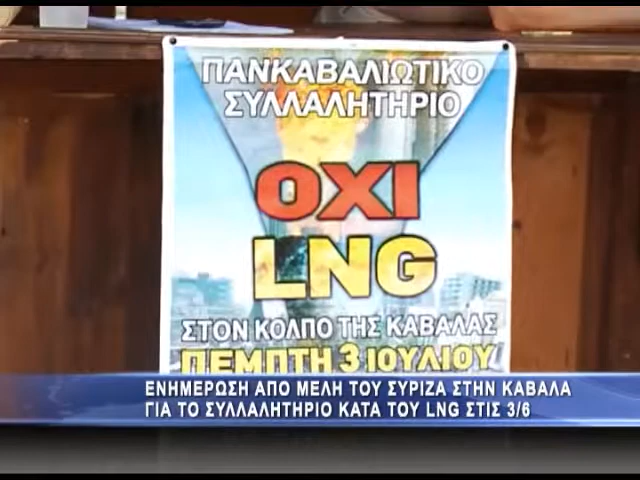 ΠΑΝΚΑΒΑΛΙΩΤΙΚΟ
ΣΥΛΛΑΛΗΤΗΡΙΟ
ΟΧΙ
LNG
ΣΤΟΝ ΚΟΛΠΟ ΤΗΣ ΚΑΒΑΛΑΣ
ΠΕΜΠΤΗ 3 ΙΟΥΛΙΟΥ
ΕΝΗΜΕΡΩΣΗ ΑΠΟ ΜΕΛΗ ΤΟΥ ΣΥΡΙΖΑ ΣΤΗΝ ΚΑΒΑΛΑ
ΓΙΑ ΤΟ ΣΥΛΛΑΛΗΤΗΡΙΟ ΚΑΤΑ ΤΟΥ LNG ΣΤΙΣ 3/6